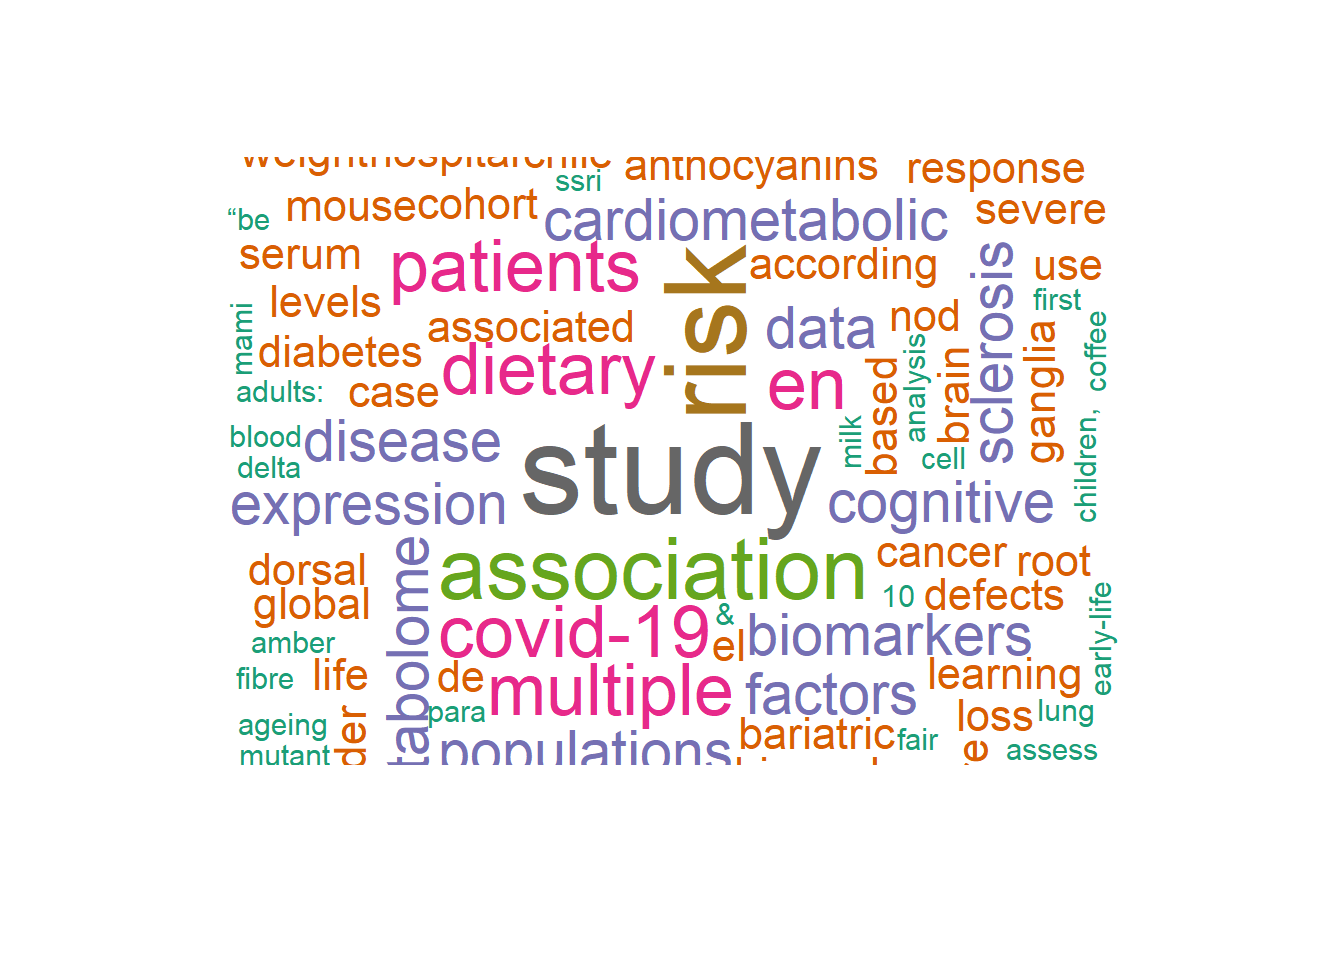 anthocyanins
response
ssri
mouse
cohort
cardiometabolic
severe
“be
serum
patients
risk
according
sclerosis
use
levels
first
mami
associated
data
nod
diabetes
dietary
en
analysis
ganglia
coffee
adults:
case
based
brain
blood
disease
study
milk
cell
children,
delta
expression
cognitive
dorsal
association
cancer
root
global
10
defects
early-life
amber
covid-19
&
el
biomarkers
fibre
life
de
multiple
factors
learning
ageing
para
loss
lung
der
tabolome
populations
bariatric
fair
assess
mutant
e